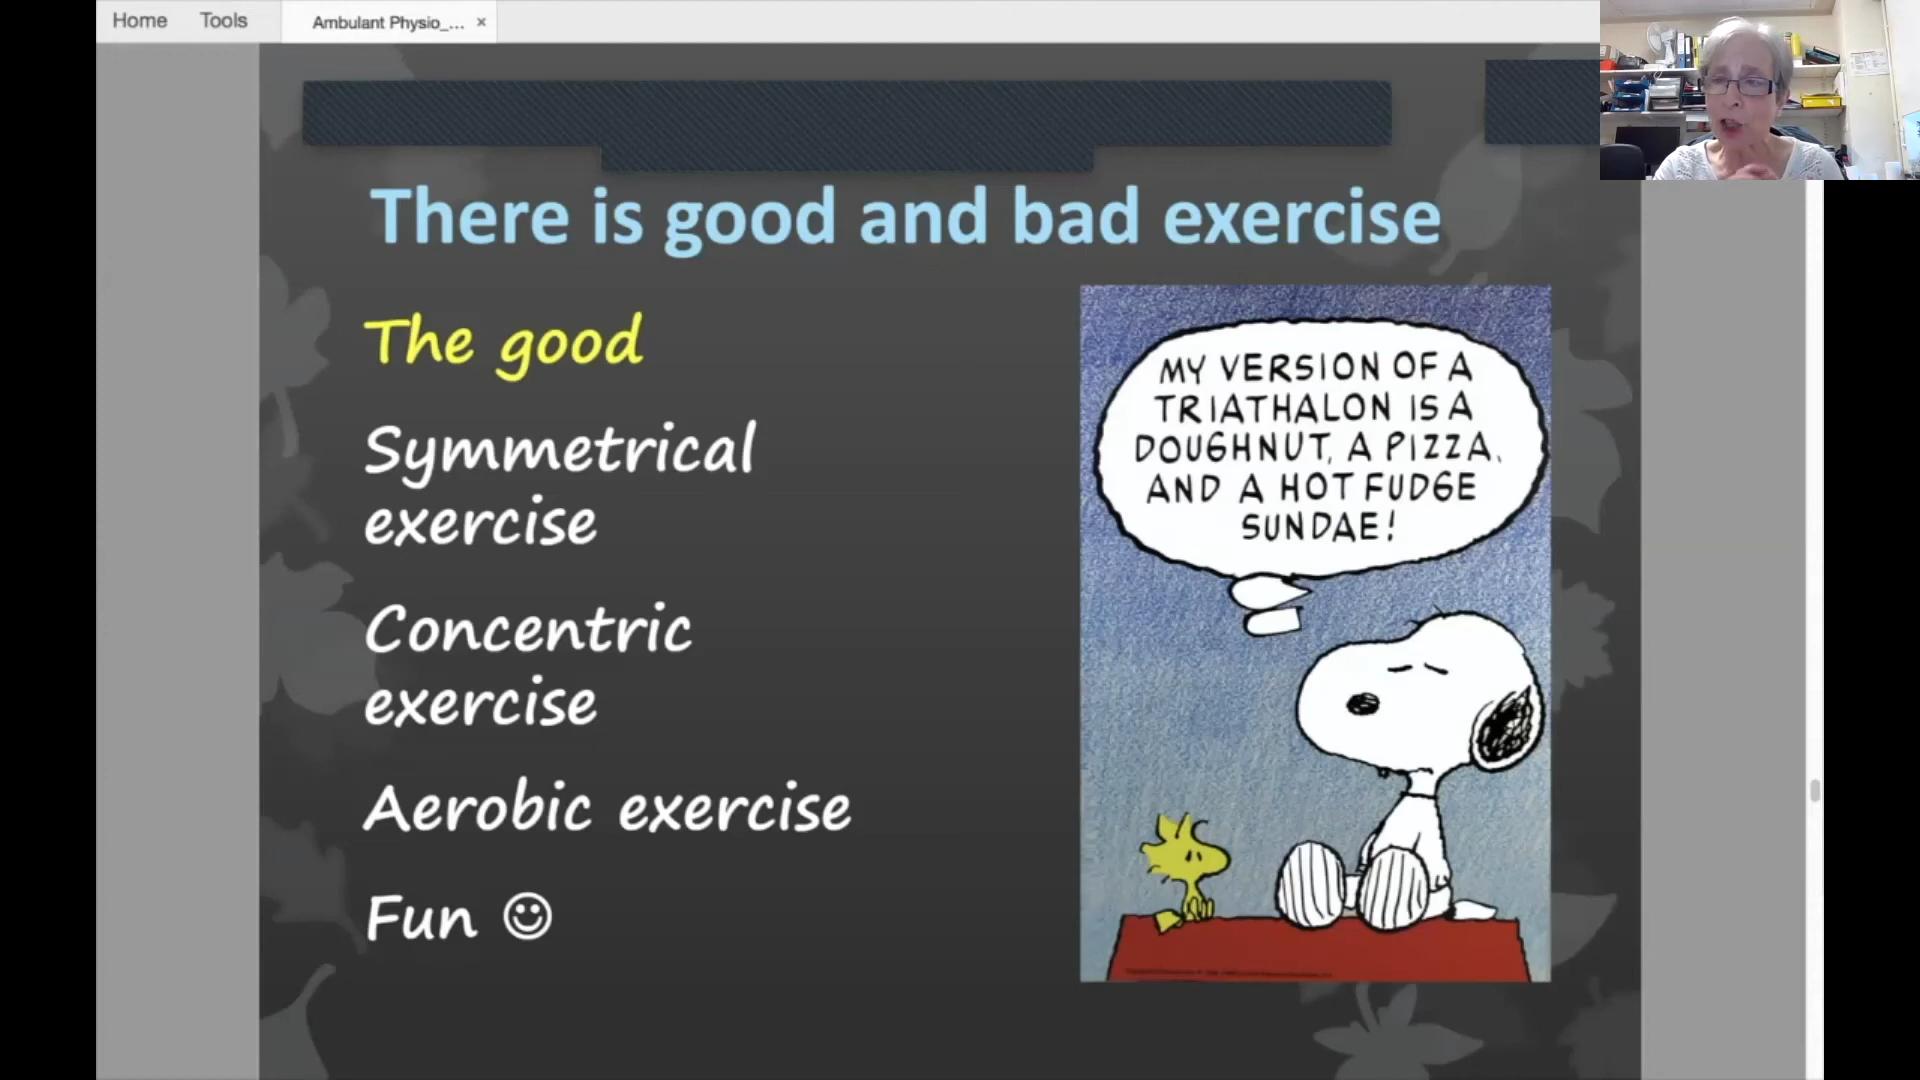 Home Tools Ambulant Physio_... ×
There is good and bad exercise
The good
Symmetrical
exercise
Concentric
exercise
Aerobic exercise
Fun ☺
MY VERSION OF A
TRIATHALON IS A
DOUGHNUT, A PIZZA,
AND A HOT FUDGE
SUNDAE!